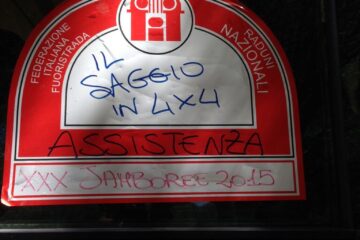 FEDERAZIONE
ITALIANA
FUORISTRADA
RADUNI
NAZIONALI
IL
SAGGIO
IN 4x4
ASSISTENZA
XXX JAMBOREE 2015